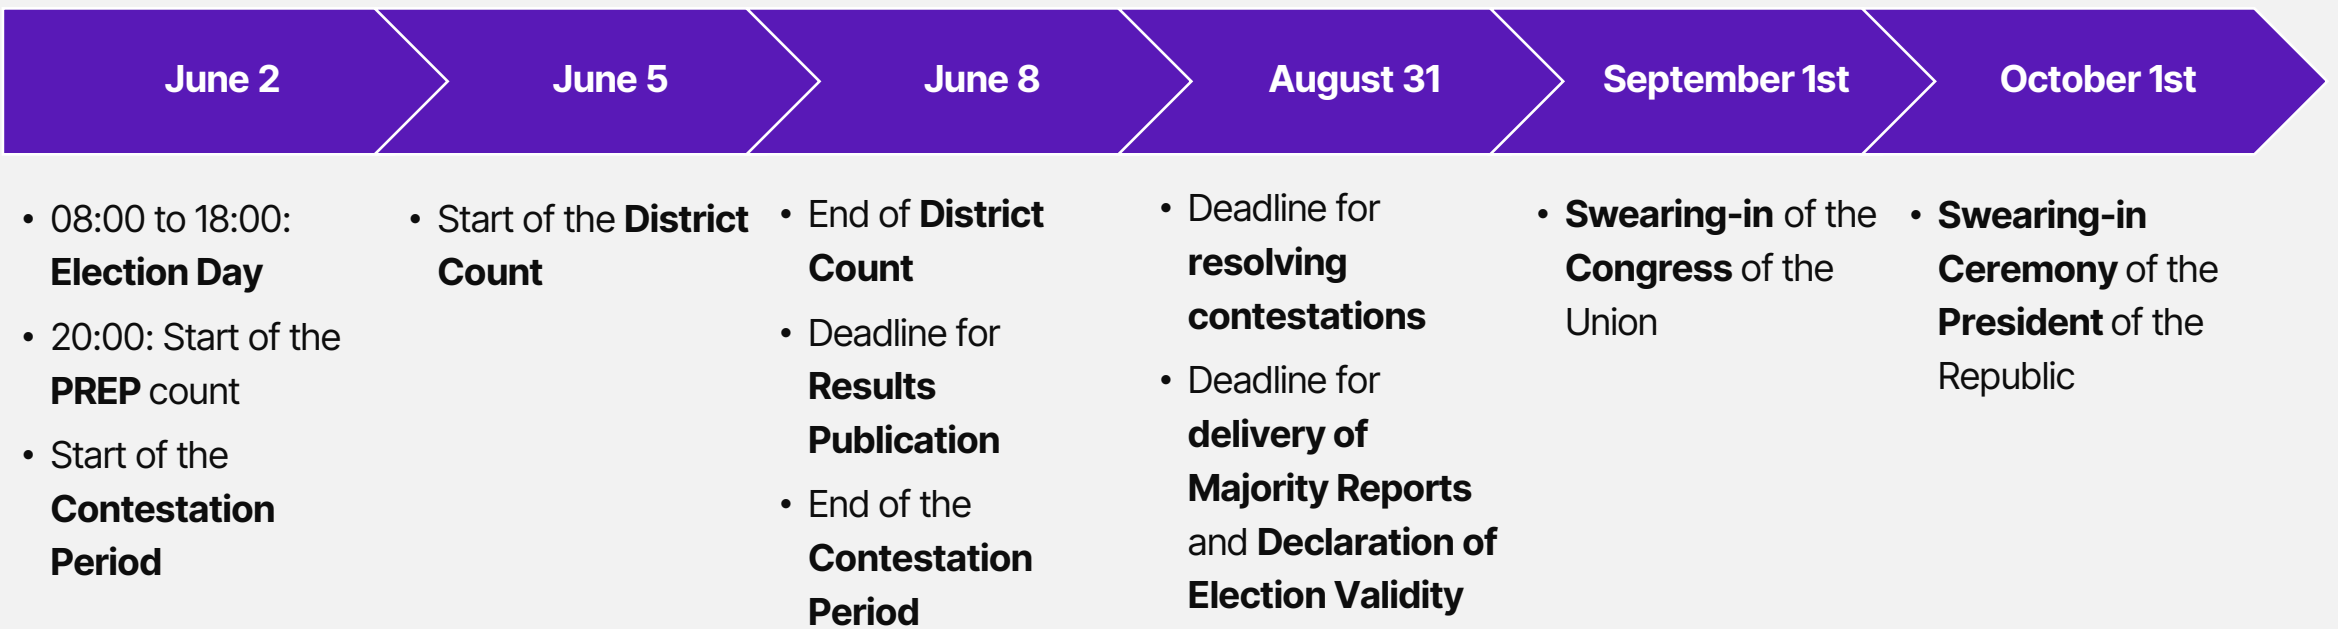 June 2
June 5
June 8
August 31
September 1st
October 1st
• 08:00 to 18:00:
Election Day
• 20:00: Start of the
PREP count
• Start of the
Contestation
Period
• Start of the District
Count
• End of District
Count
• Deadline for
Results
Publication
• End of the
Contestation
Period
• Deadline for
resolving
contestations
• Deadline for
delivery of
Majority Reports
and Declaration of
Election Validity
• Swearing-in of the
Congress of the
Union
• Swearing-in
Ceremony of the
President of the
Republic